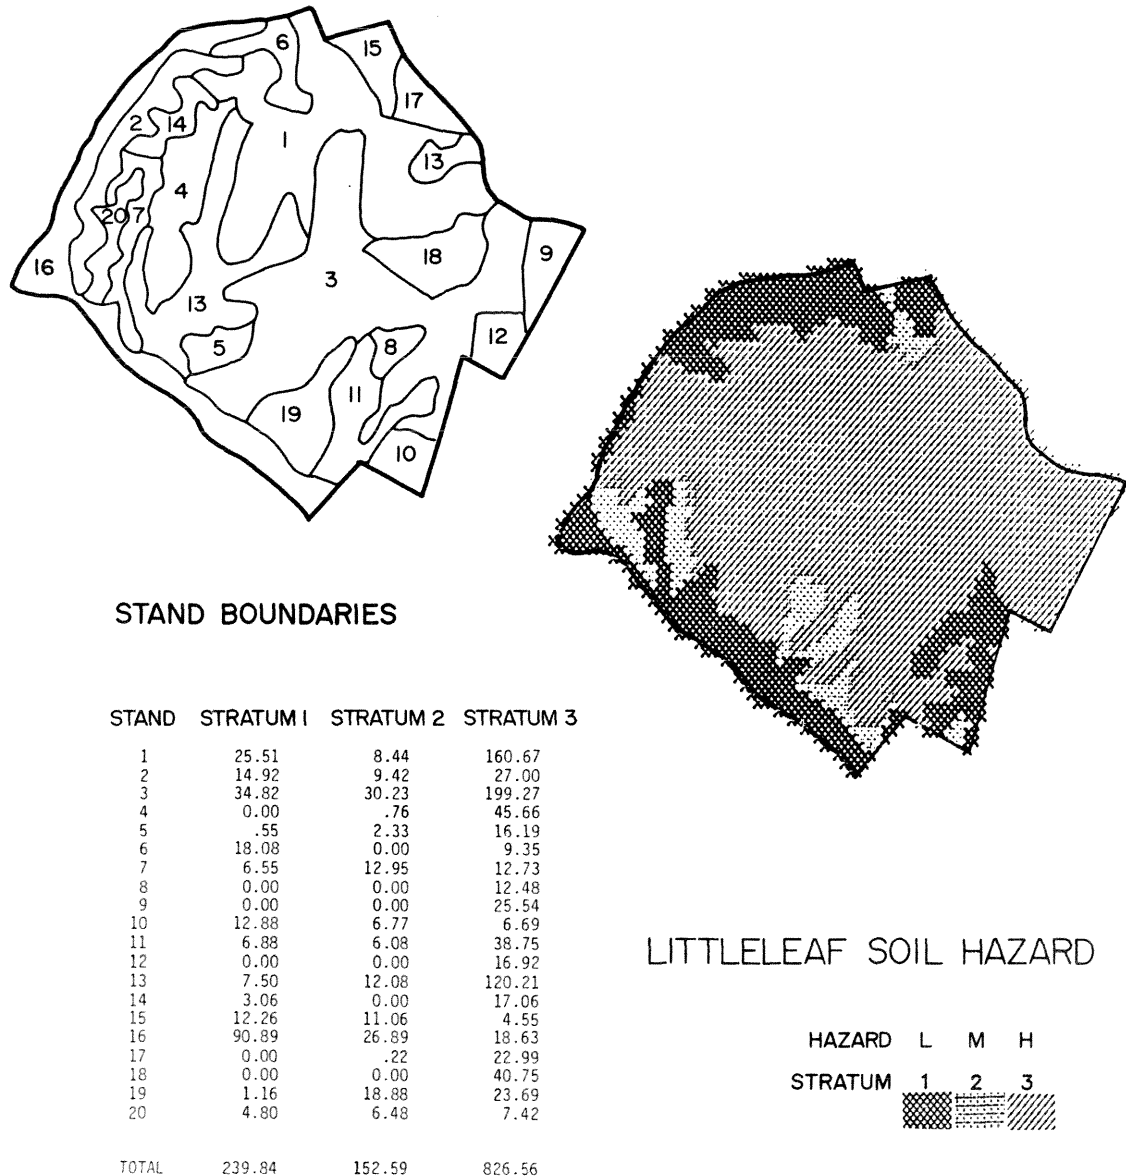 6
15
17
2
14
1
13
4
20
7
18
9
16
3
13
12
5
8
11
19
10
STAND BOUNDARIES
STAND STRATUM 1 STRATUM 2 STRATUM 3
1 25.51 8.44 160.67
2 14.92 9.42 27.00
3 34.82 30.23 199.27
4 0.00 .76 45.66
5 .55 2.33 16.19
6 18.08 0.00 9.35
7 6.55 12.95 12.73
8 0.00 0.00 12.48
9 0.00 0.00 25.54
10 12.88 6.77 6.69
11 6.88 6.08 38.75
12 0.00 0.00 16.92
13 7.50 12.08 120.21
14 3.06 0.00 17.06
15 12.26 11.06 4.55
16 90.89 26.89 18.63
17 0.00 .22 22.99
18 0.00 0.00 40.75
19 1.16 18.88 23.69
20 4.80 6.48 7.42
TOTAL 239.84 152.59 826.56
LITTLELEAF SOIL HAZARD
HAZARD L M H
STRATUM 1 2 3